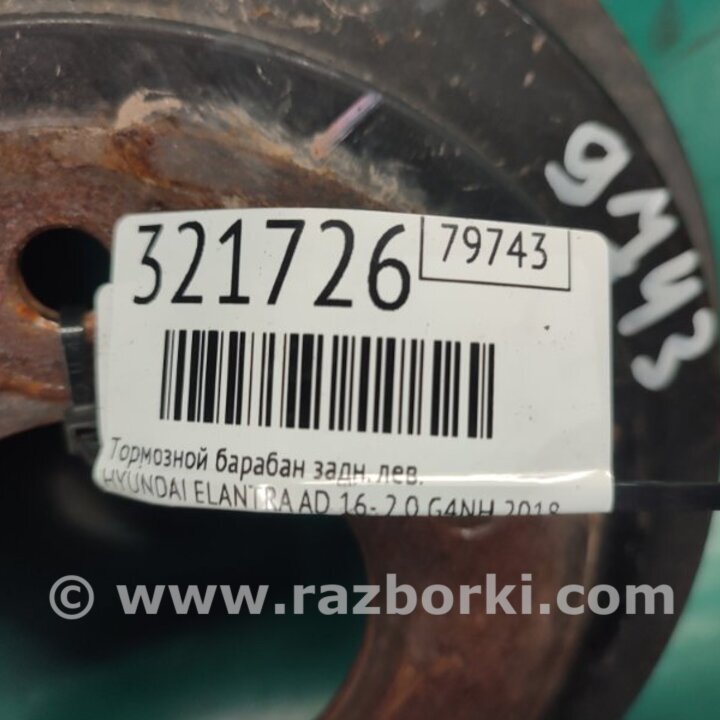 321726
79743
Тормозной барабан задн. лев.
HYUNDAI ELANTRA AD 16- 2.0 G4NH 2018
9M43
© www.razborki.com